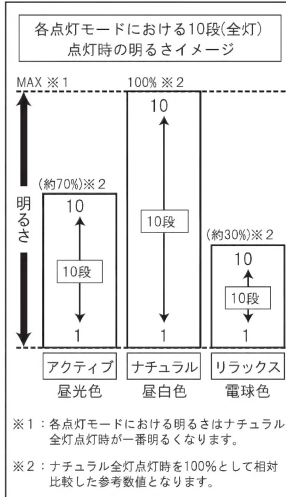 各点灯モードにおける10段(全灯)
点灯時の明るさイメージ
MAX ※1
100% ※2
(約70%)※2
(約30%)※2
明るさ
10
10段
1
10
10段
1
10
10段
1
アクティブ
ナチュラル
リラックス
昼光色
昼白色
電球色
※1：各点灯モードにおける明るさはナチュラル
全灯点灯時が一番明るくなります。
※2：ナチュラル全灯点灯時を100%として相対
比較した参考数値となります。